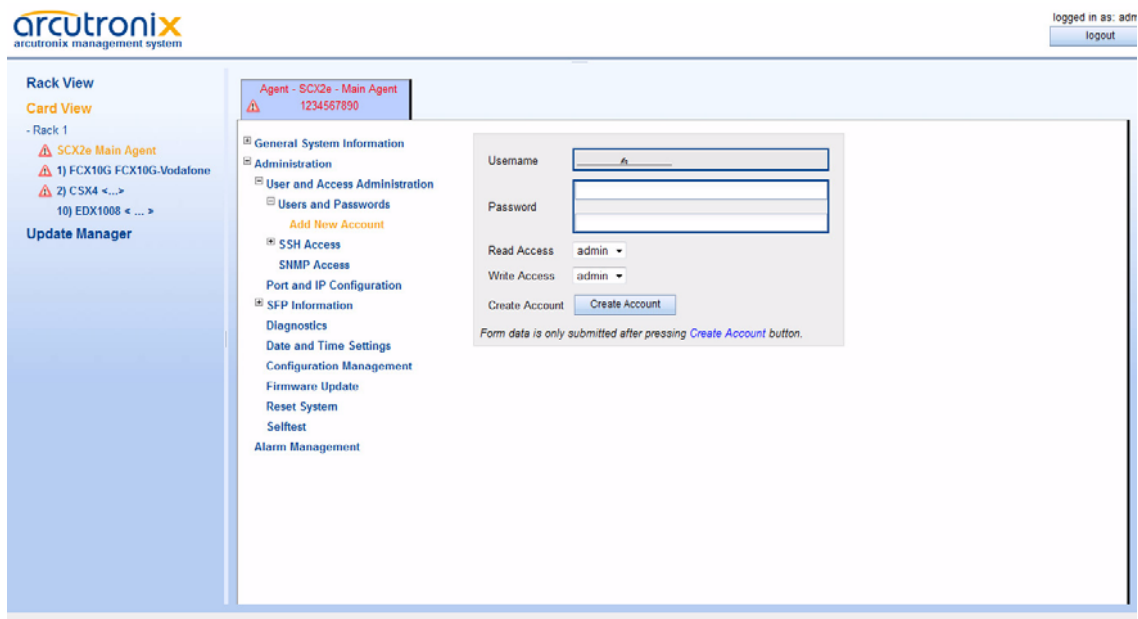 arcutronix
arcutronix management system
logged in as: adm
logout
Rack View
Card View
- Rack 1
SCX2e Main Agent
1) FCX10G FCX10G-Vodafone
2) CSX4 <...>
10) EDX1008 < ... >
Update Manager
Agent - SCX2e - Main Agent
1234567890
General System Information
Administration
User and Access Administration
Users and Passwords
Add New Account
SSH Access
SNMP Access
Port and IP Configuration
SFP Information
Diagnostics
Date and Time Settings
Configuration Management
Firmware Update
Reset System
Selftest
Alarm Management
Username
Password
Read Access admin
Write Access admin
Create Account Create Account
Form data is only submitted after pressing Create Account button.